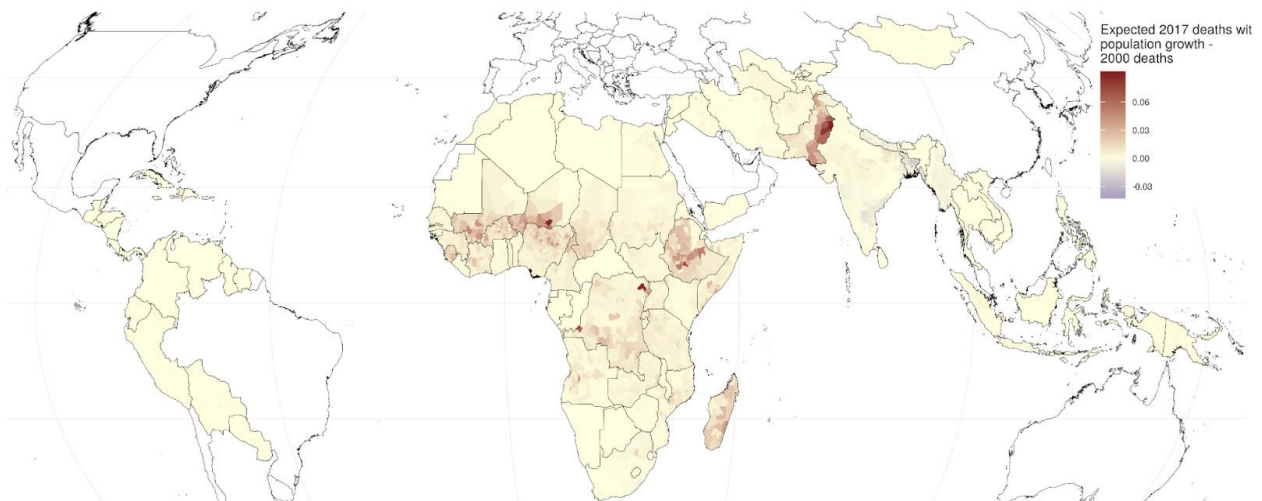 Expected 2017 deaths wit
population growth -
2000 deaths
0.06
0.03
0.00
-0.03